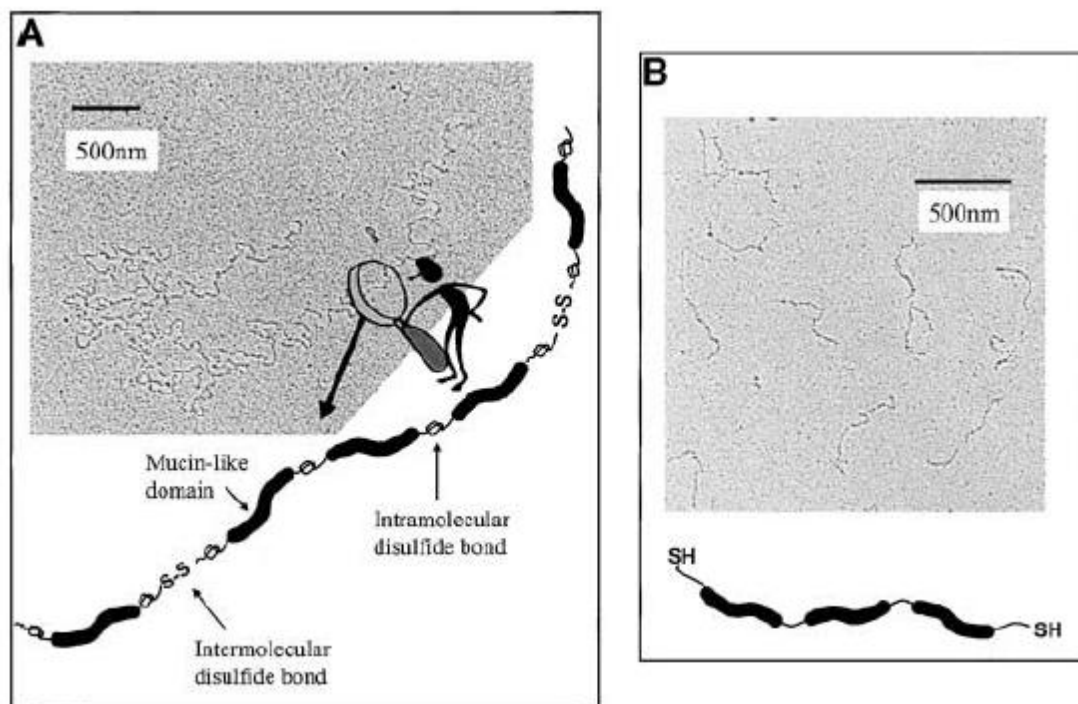 A
500nm
S-S
Mucin-like
domain
Intramolecular
disulfide bond
S-S
Intermolecular
disulfide bond
B
500nm
SH
SH